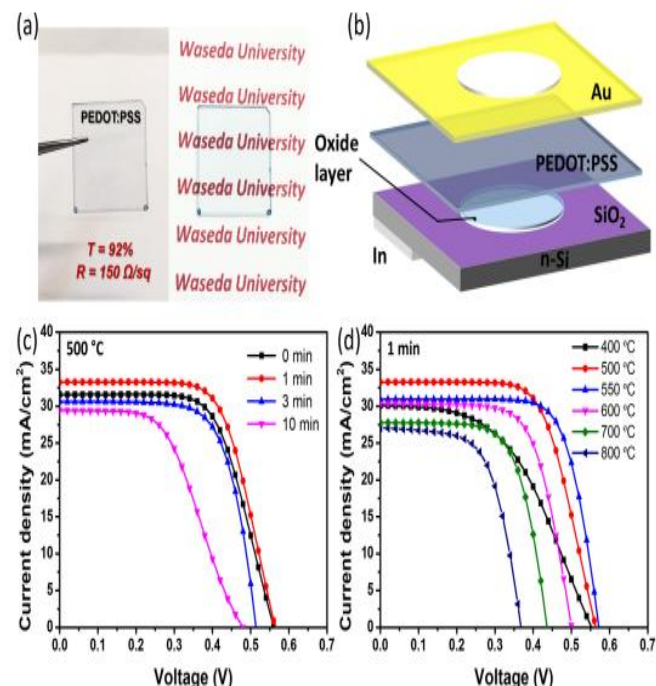 (a)
PEDOT:PSS
T = 92%
R = 150 Ω/sq
Waseda University
Waseda University
Waseda University
Waseda University
Waseda University
Waseda University
(b)
Au
Oxide
layer
PEDOT:PSS
SiO₂
In
n-Si
(c)
500 °C
0 min
1 min
3 min
10 min
Current density (mA/cm²)
40
35
30
25
20
15
10
5
0
0.0 0.1 0.2 0.3 0.4 0.5 0.6 0.7
Voltage (V)
(d)
1 min
400 °C
500 °C
550 °C
600 °C
700 °C
800 °C
Current density (mA/cm²)
40
35
30
25
20
15
10
5
0
0.0 0.1 0.2 0.3 0.4 0.5 0.6 0.7
Voltage (V)